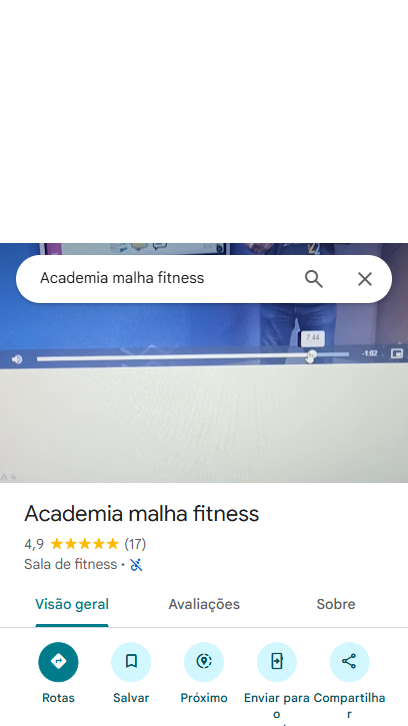 Academia malha fitness
7:44
-1:02
Academia malha fitness
4,9 (17)
Sala de fitness ·
Visão geral
Avaliações
Sobre
Rotas
Salvar
Próximo
Enviar para o
Compartilhar